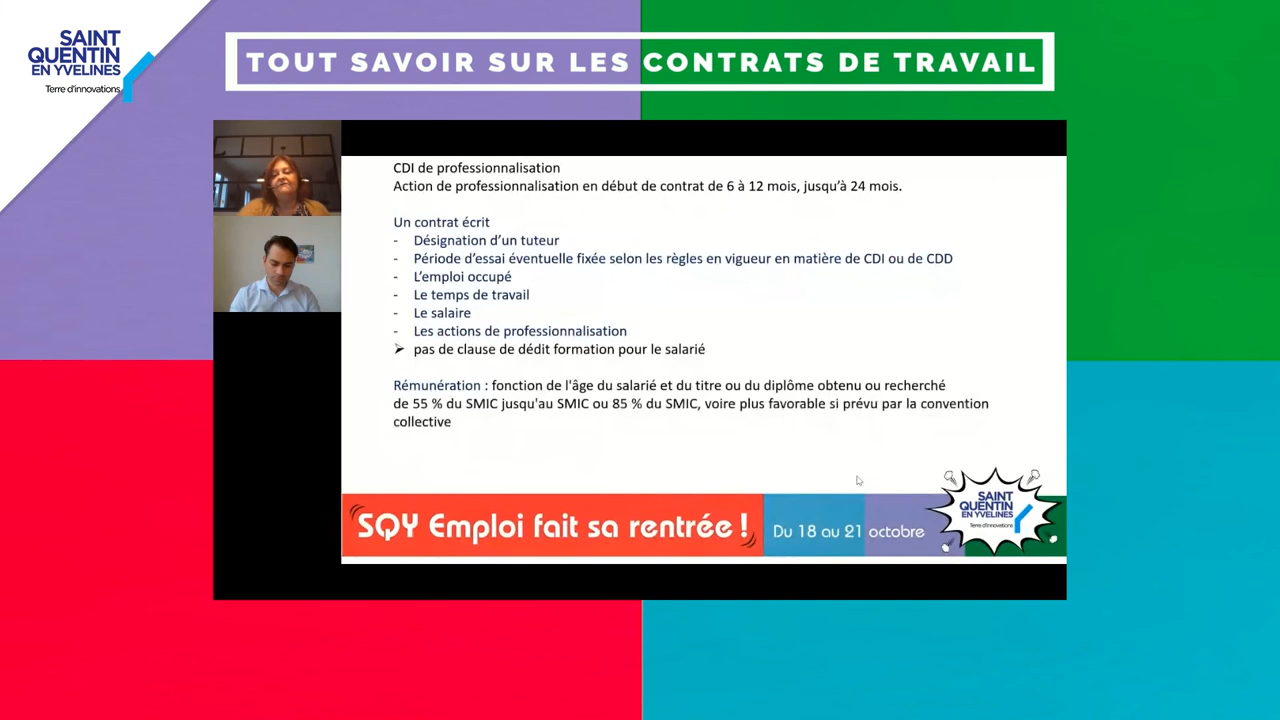 SAINT
QUENTIN
EN YVELINES
Terre d'innovations
TOUT SAVOIR SUR LES CONTRATS DE TRAVAIL
CDI de professionnalisation
Action de professionnalisation en début de contrat de 6 à 12 mois, jusqu'à 24 mois.
Un contrat écrit
- Désignation d'un tuteur
- Période d'essai éventuelle fixée selon les règles en vigueur en matière de CDI ou de CDD
- L'emploi occupé
- Le temps de travail
- Le salaire
- Les actions de professionnalisation
➢ pas de clause de dédit formation pour le salarié
Rémunération : fonction de l'âge du salarié et du titre ou du diplôme obtenu ou recherché
de 55 % du SMIC jusqu'au SMIC ou 85 % du SMIC, voire plus favorable si prévu par la convention
collective
SQY Emploi fait sa rentrée !
Du 18 au 21 octobre
SAINT
QUENTIN
EN YVELINES
Terre d'innovations